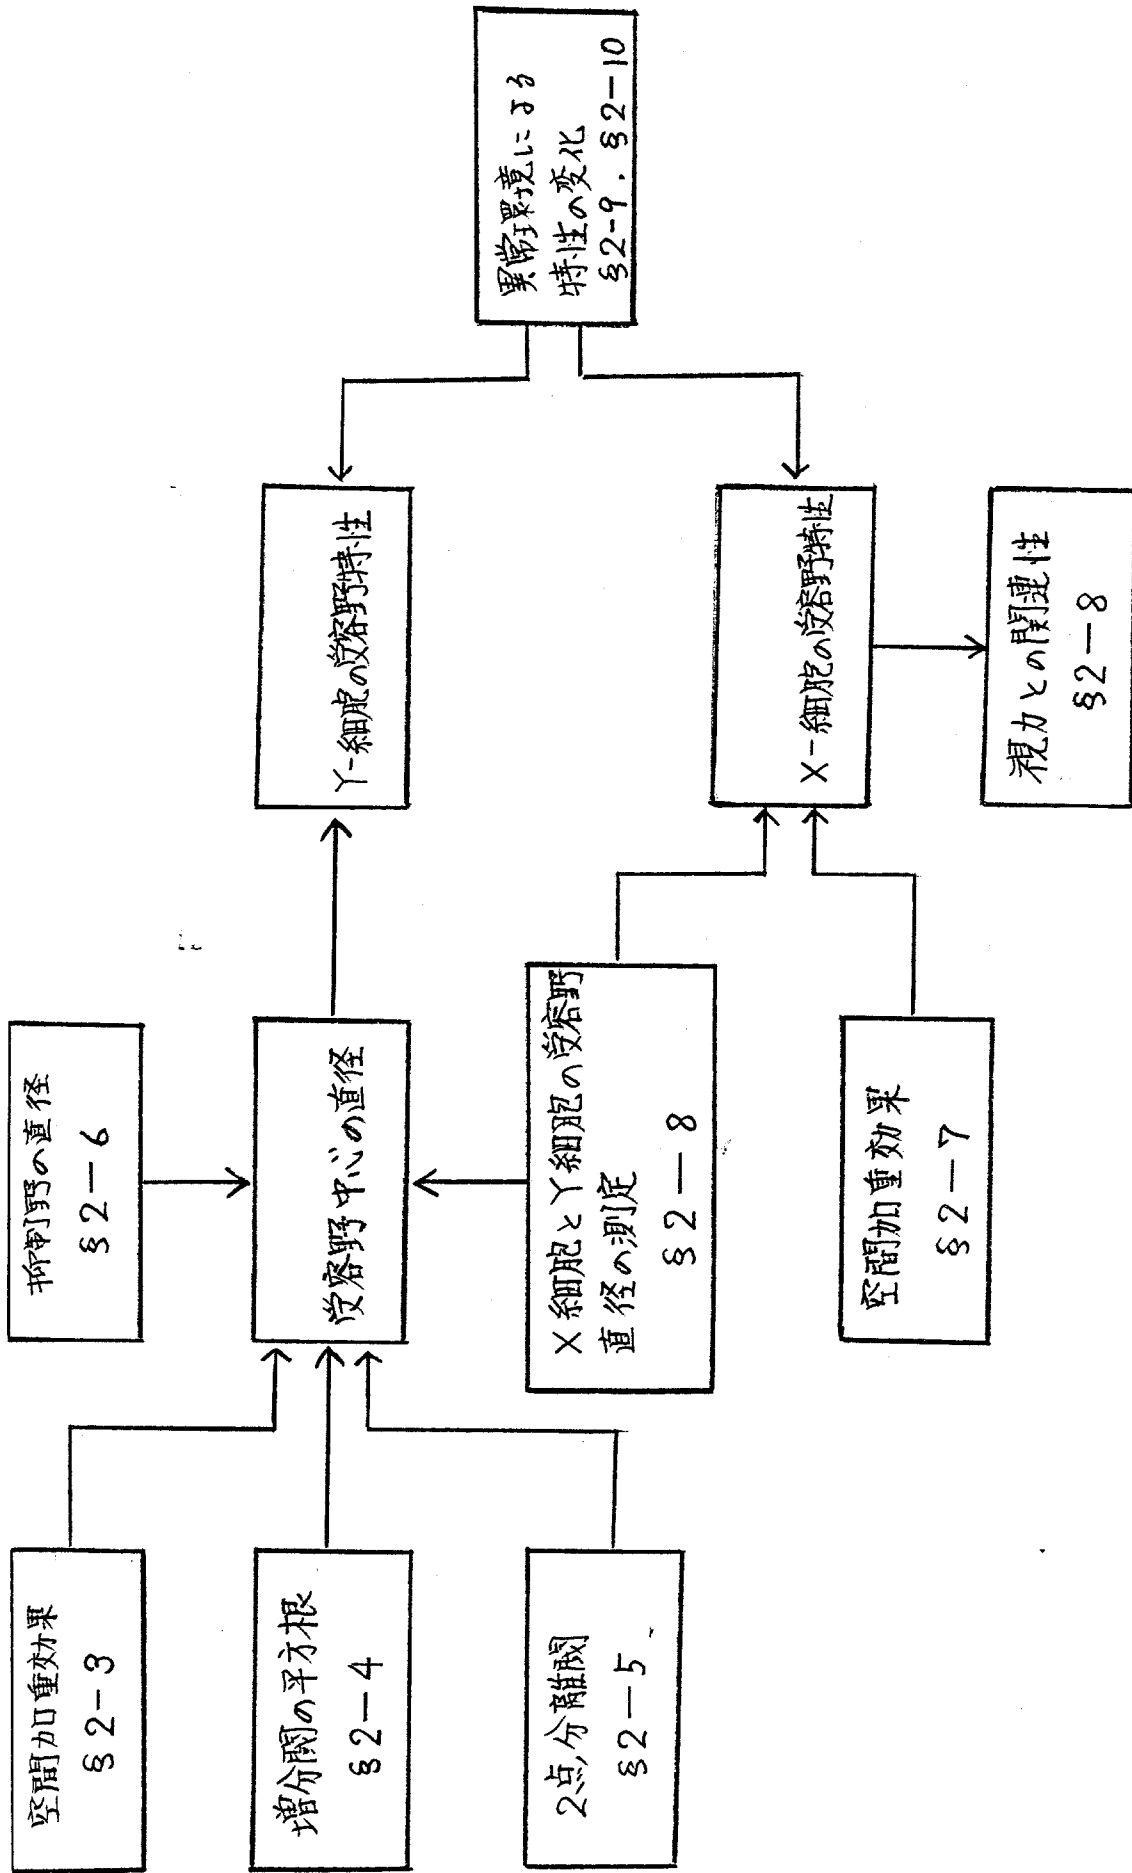 空間加重効果
§2-3
増分閾の平方根
§2-4
2点分離閾
§2-5
抑制野の直径
§2-6
受容野中心の直径
X細胞とY細胞の受容野
直径の測定
§2-8
空間加重効果
§2-7
Y-細胞の受容野特性
X-細胞の受容野特性
視力との関連性
§2-8
異常環境による
特性の変化
§2-9. §2-10